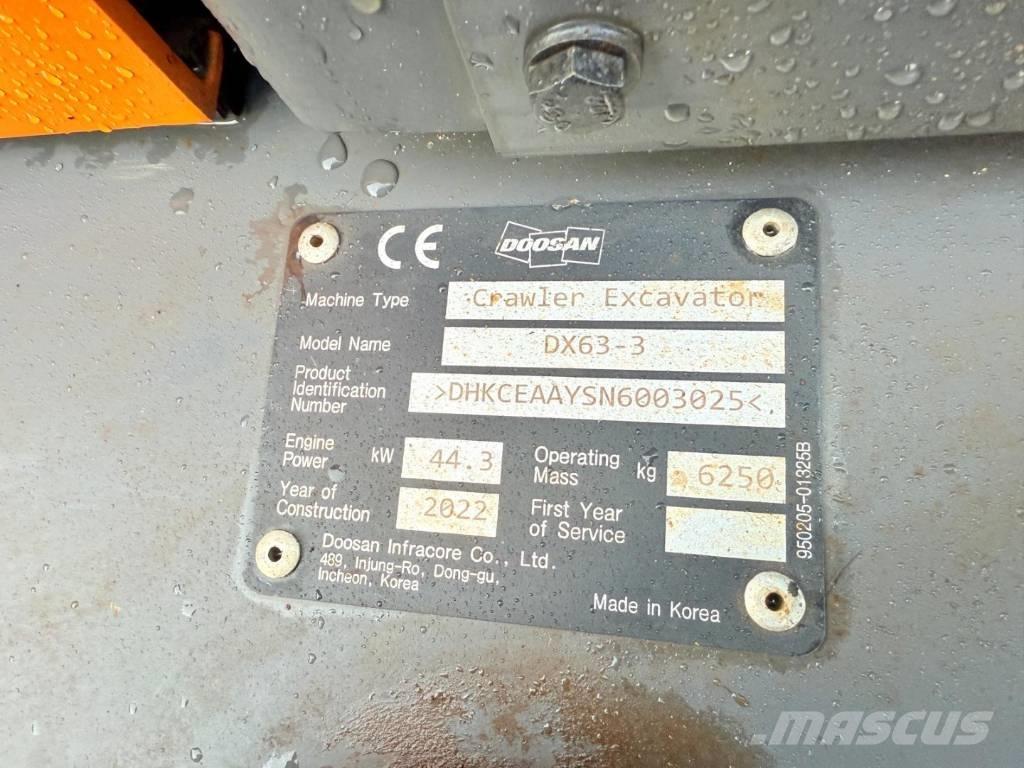 CE DOOSAN
Machine Type Crawler Excavator
Model Name DX63-3
Product
Identification
Number >DHKCEAAYSN6003025<
Engine
Power kW 44.3
Operating
Mass kg 6250
Year of
Construction 2022
First Year
of Service
Doosan Infracore Co., Ltd.
489, Injung-Ro, Dong-gu,
Incheon, Korea
Made in Korea
950205-01325B
MASCUS